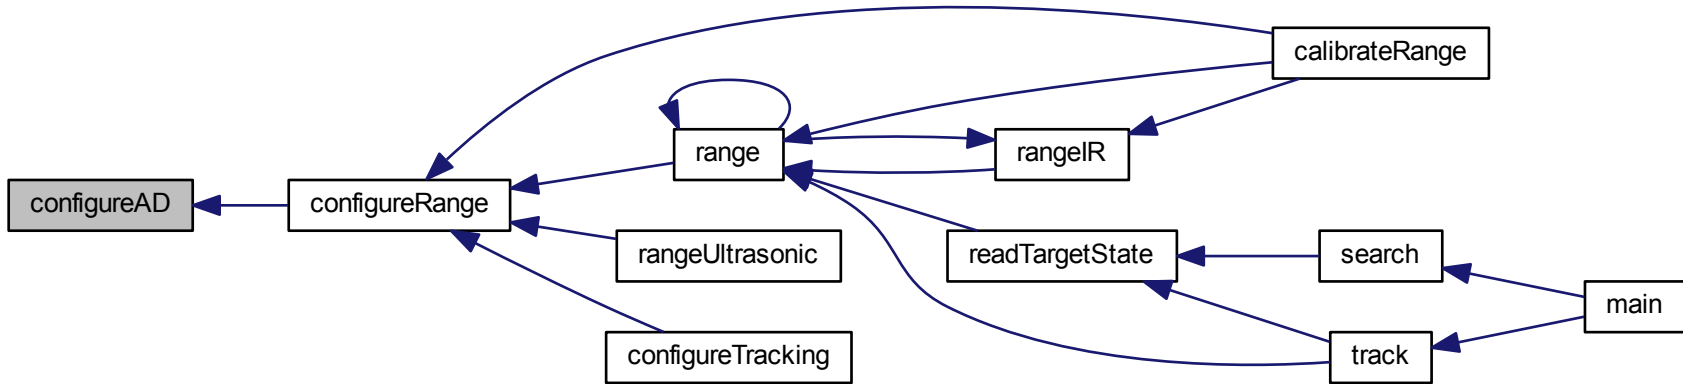 calibrateRange
range
rangeIR
configureAD
configureRange
rangeUltrasonic
readTargetState
search
main
configureTracking
track